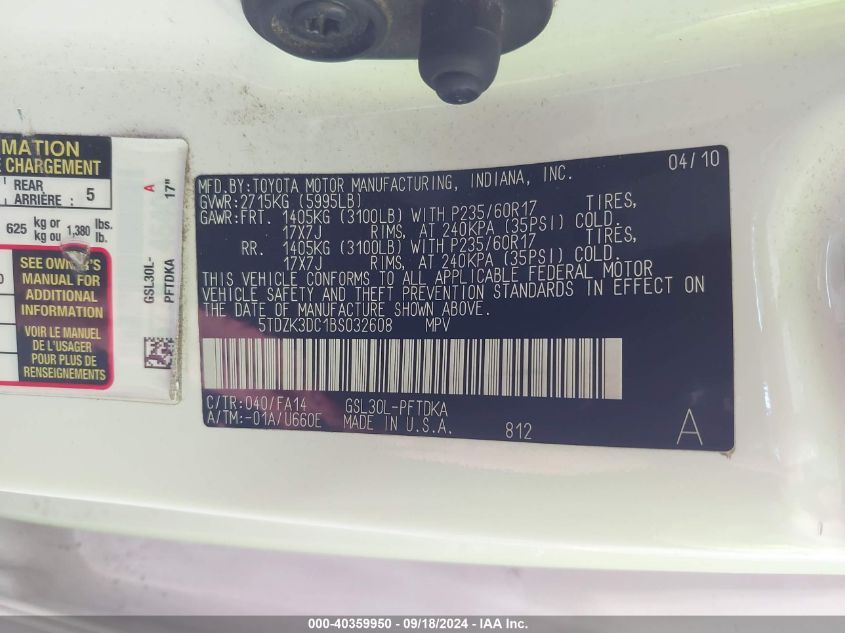 RMATION
E CHARGEMENT
REAR
ARRIÈRE : 5
625 kg or
kg ou 1,380 lbs.
lb.
SEE OWNER'S
MANUAL FOR
ADDITIONAL
INFORMATION
VOIR LE MANUEL
DE L'USAGER
POUR PLUS DE
RENSEIGNEMENTS
A 17"
GSL30L-
PFTDKA
04/10
MFD.BY:TOYOTA MOTOR MANUFACTURING, INDIANA, INC.
GVWR:2715KG (5995LB)
GAWR:FRT. 1405KG (3100LB) WITH P235/60R17 TIRES,
17X7J RIMS, AT 240KPA (35PSI) COLD.
RR. 1405KG (3100LB) WITH P235/60R17 TIRES,
17X7J RIMS, AT 240KPA (35PSI) COLD.
THIS VEHICLE CONFORMS TO ALL APPLICABLE FEDERAL MOTOR
VEHICLE SAFETY AND THEFT PREVENTION STANDARDS IN EFFECT ON
THE DATE OF MANUFACTURE SHOWN ABOVE.
5TDZK3DC1BS032608 MPV
C/TR:040/FA14 GSL30L-PFTDKA
A/TM:-01A/U660E MADE IN U.S.A. 812 A
000-40359950 - 09/18/2024 - IAA Inc.